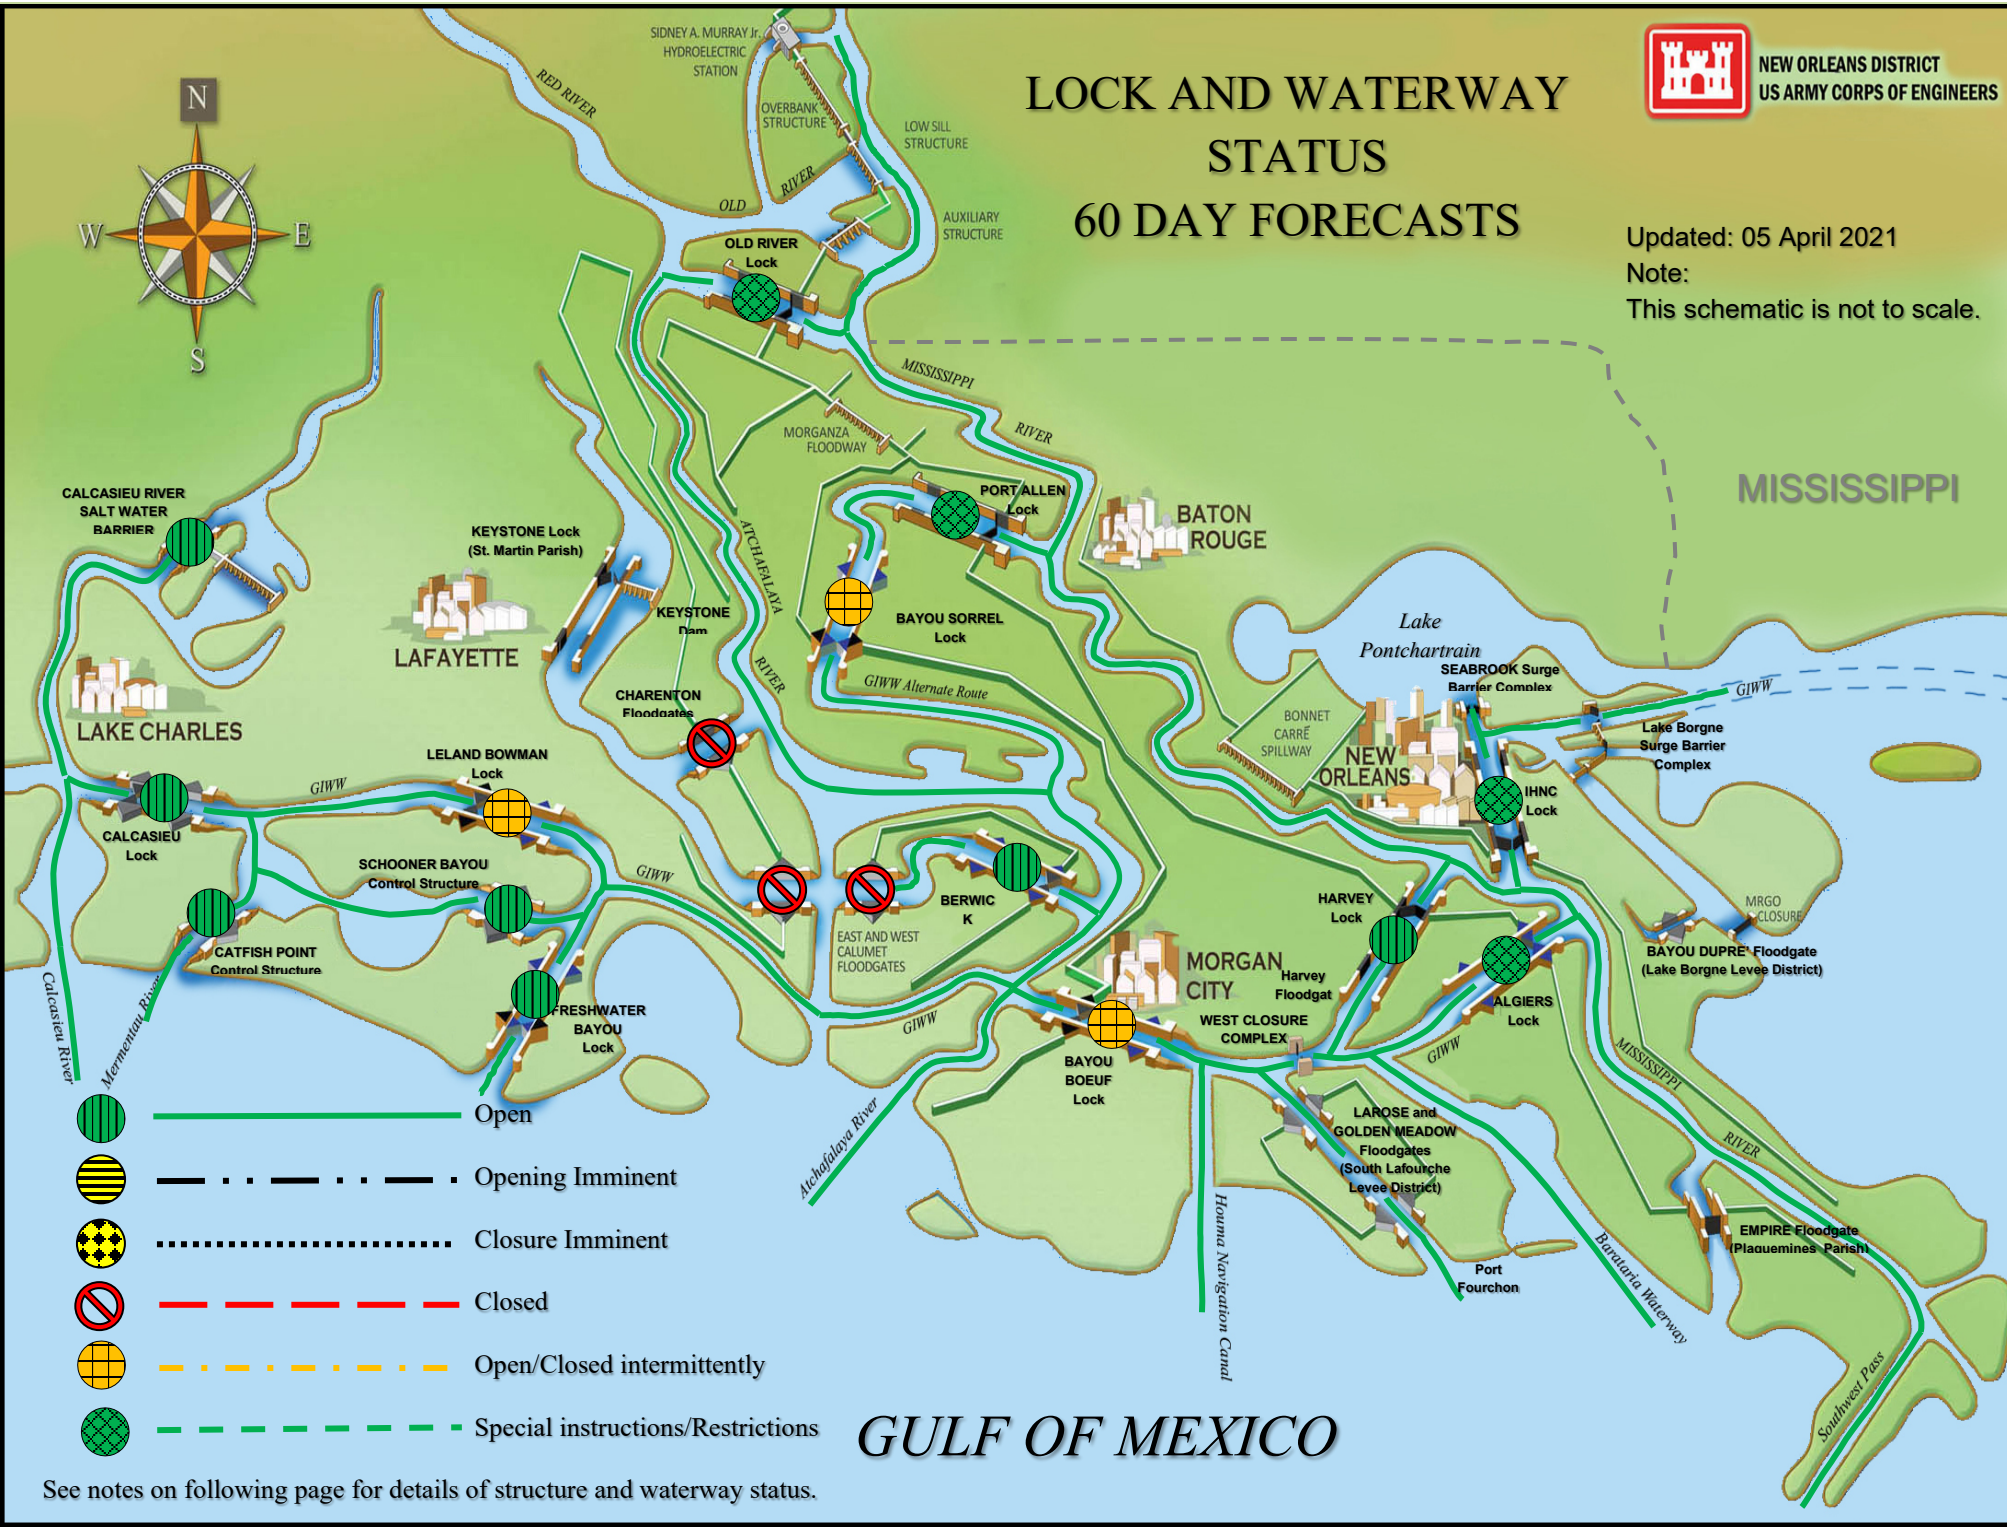 SIDNEY A. MURRAY Jr.
HYDROELECTRIC
STATION
RED RIVER
OVERBANK
STRUCTURE
LOW SILL
STRUCTURE
OLD
RIVER
AUXILIARY
STRUCTURE
LOCK AND WATERWAY
STATUS
60 DAY FORECASTS
NEW ORLEANS DISTRICT
US ARMY CORPS OF ENGINEERS
Updated: 05 April 2021
Note:
This schematic is not to scale.
N
W
E
S
OLD RIVER
Lock
MISSISSIPPI
RIVER
MORGANZA
FLOODWAY
MISSISSIPPI
CALCASIEU RIVER
SALT WATER
BARRIER
KEYSTONE Lock
(St. Martin Parish)
PORT ALLEN
Lock
BATON
ROUGE
ATCHAFALAYA
RIVER
KEYSTONE
Dam
BAYOU SORREL
Lock
LAFAYETTE
Lake
Pontchartrain
SEABROOK Surge
Barrier Complex
GIWW
CHARENTON
Floodgates
GIWW Alternate Route
LAKE CHARLES
BONNET
CARRÉ
SPILLWAY
NEW
ORLEANS
Lake Borgne
Surge Barrier
Complex
LELAND BOWMAN
Lock
GIWW
IHNC
Lock
CALCASIEU
Lock
SCHOONER BAYOU
Control Structure
GIWW
BERWIC
K
HARVEY
Lock
MRGO
CLOSURE
EAST AND WEST
CALUMET
FLOODGATES
CATFISH POINT
Control Structure
BAYOU DUPRE' Floodgate
(Lake Borgne Levee District)
MORGAN
CITY
Harvey
Floodgat
ALGIERS
Lock
FRESHWATER
BAYOU
Lock
GIWW
WEST CLOSURE
COMPLEX
GIWW
Calcasieu River
Mermentau River
BAYOU
BOEUF
Lock
MISSISSIPPI
RIVER
Atchafalaya River
LAROSE and
GOLDEN MEADOW
Floodgates
(South Lafourche
Levee District)
Houma Navigation Canal
Port
Fourchon
Barataria Waterway
EMPIRE Floodgate
(Plaquemines Parish)
Southwest Pass
Open
Opening Imminent
Closure Imminent
Closed
Open/Closed intermittently
Special instructions/Restrictions
GULF OF MEXICO
See notes on following page for details of structure and waterway status.